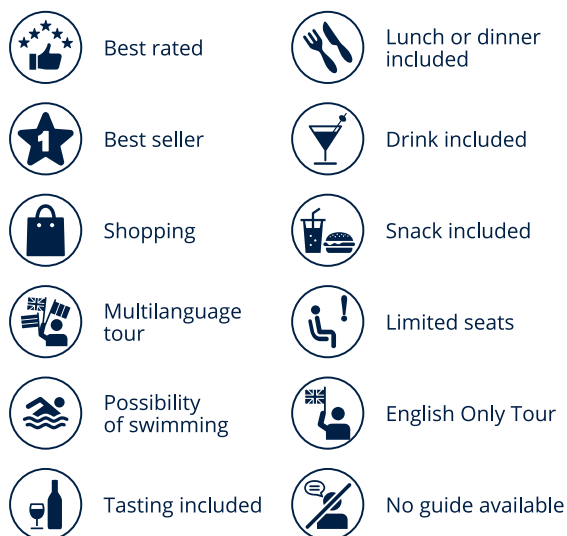 Best rated
Lunch or dinner
included
1
Best seller
Drink included
Shopping
Snack included
Multilanguage
tour
!
Limited seats
Possibility
of swimming
English Only Tour
Tasting included
No guide available